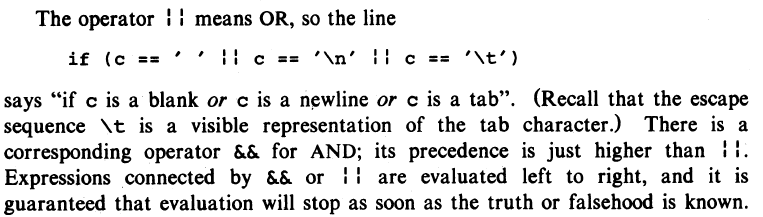 The operator || means OR, so the line
if (c == ' ' || c == '\n' || c == '\t')
says “if c is a blank or c is a newline or c is a tab”. (Recall that the escape
sequence \t is a visible representation of the tab character.) There is a
corresponding operator && for AND; its precedence is just higher than ||.
Expressions connected by && or || are evaluated left to right, and it is
guaranteed that evaluation will stop as soon as the truth or falsehood is known.